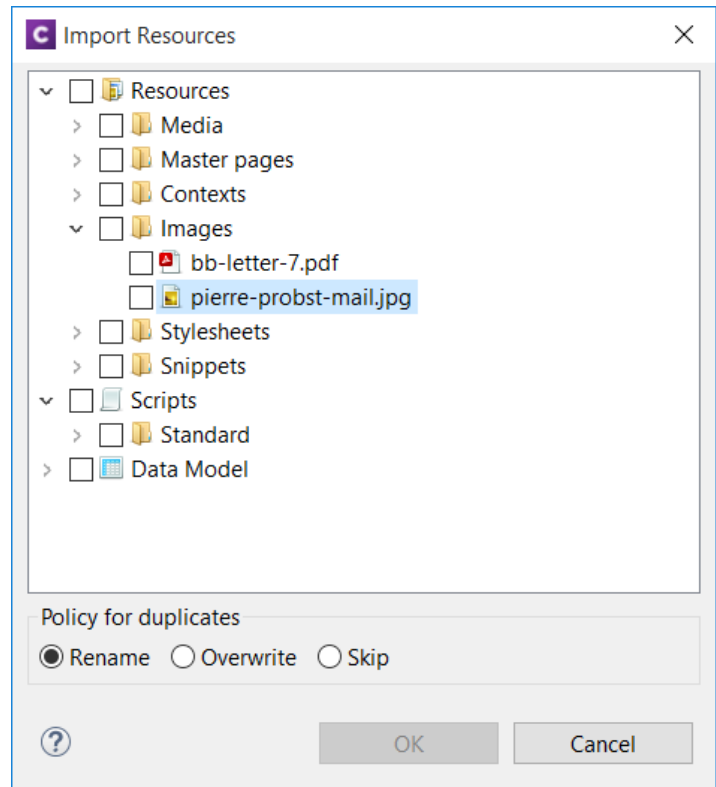 C Import Resources
Resources
Media
Master pages
Contexts
Images
bb-letter-7.pdf
pierre-probst-mail.jpg
Stylesheets
Snippets
Scripts
Standard
Data Model
Policy for duplicates
Rename Overwrite Skip
? OK Cancel